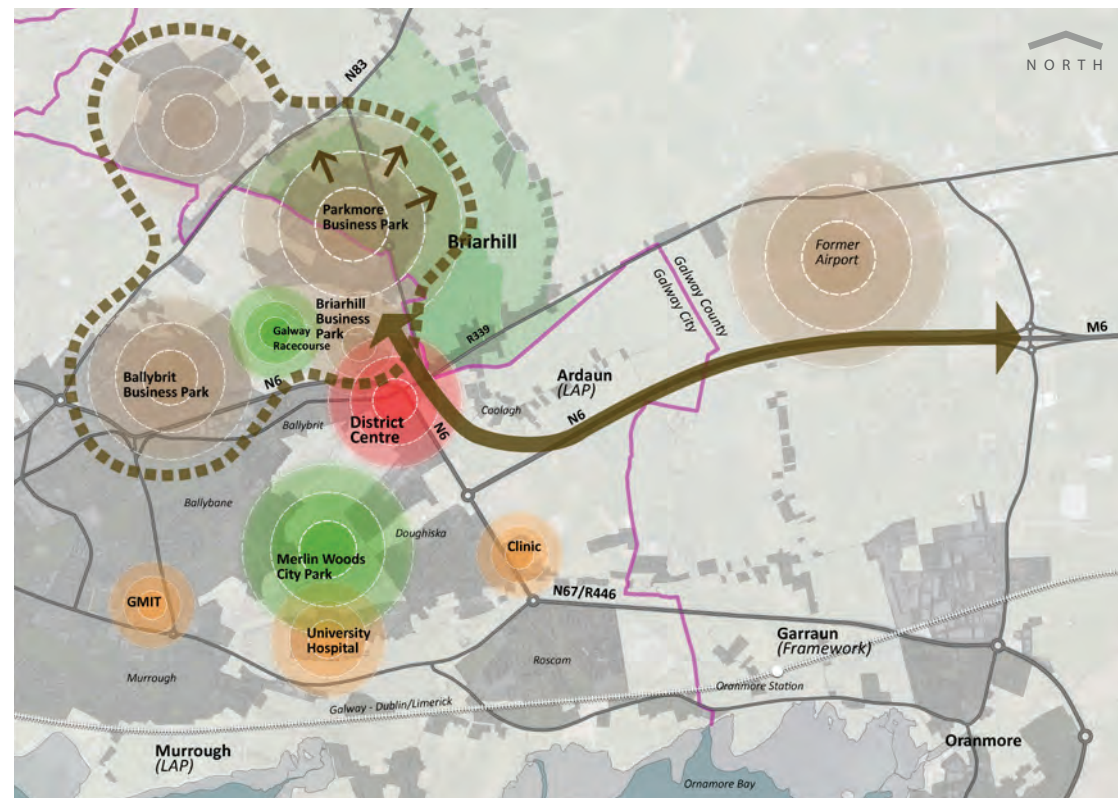 NORTH
N83
Parkmore
Business Park
Briarhill
Former
Airport
Galway County
Galway City
Briarhill
Business
Park
Galway
Racecourse
R339
M6
Ballybrit
Business Park
N6
Ardaun
(LAP)
Coolagh
N6
District
Centre
N6
Ballybrit
Ballybane
Doughiska
Merlin Woods
City Park
Clinic
N67/R446
GMIT
University
Hospital
Garraun
(Framework)
Roscam
Murrough
Oranmore Station
Galway - Dublin/Limerick
Murrough
(LAP)
Oranmore
Ornamore Bay